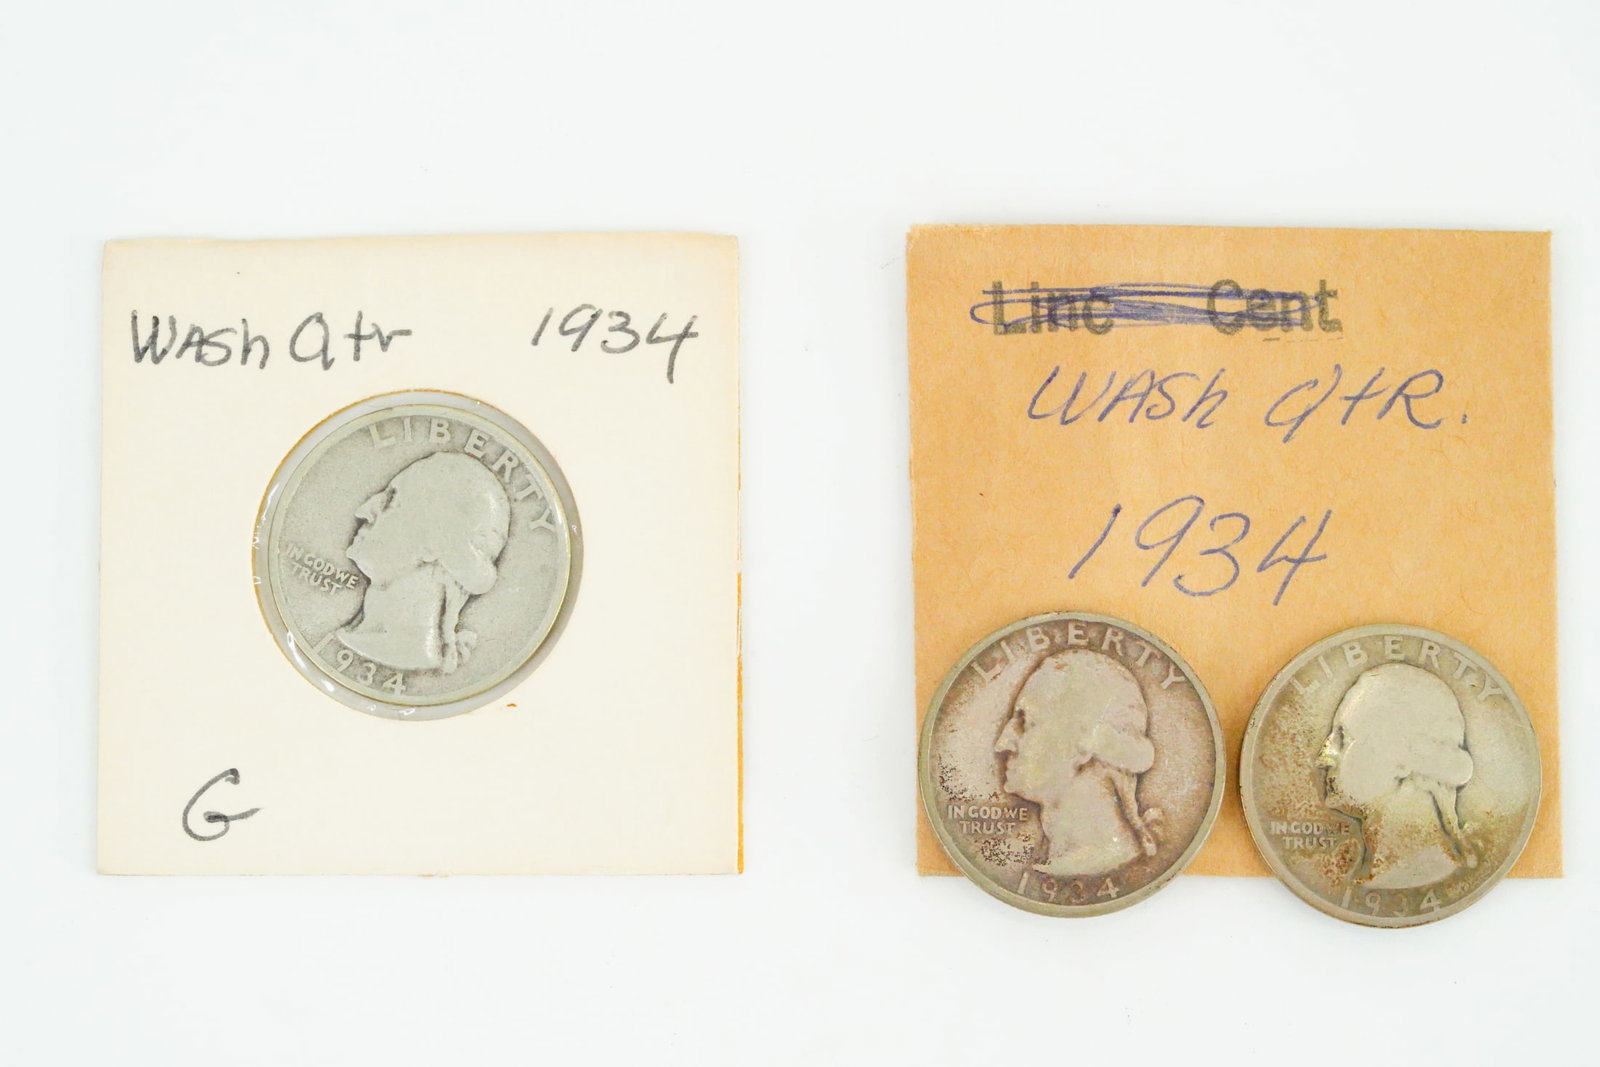 Wash Qtr 1934
LIBERTY
IN GOD WE
TRUST
1934
G
Linc Cent
WASh QtR.
1934
LIBERTY
IN GOD WE
TRUST
1934
LIBERTY
IN GOD WE
TRUST
1934